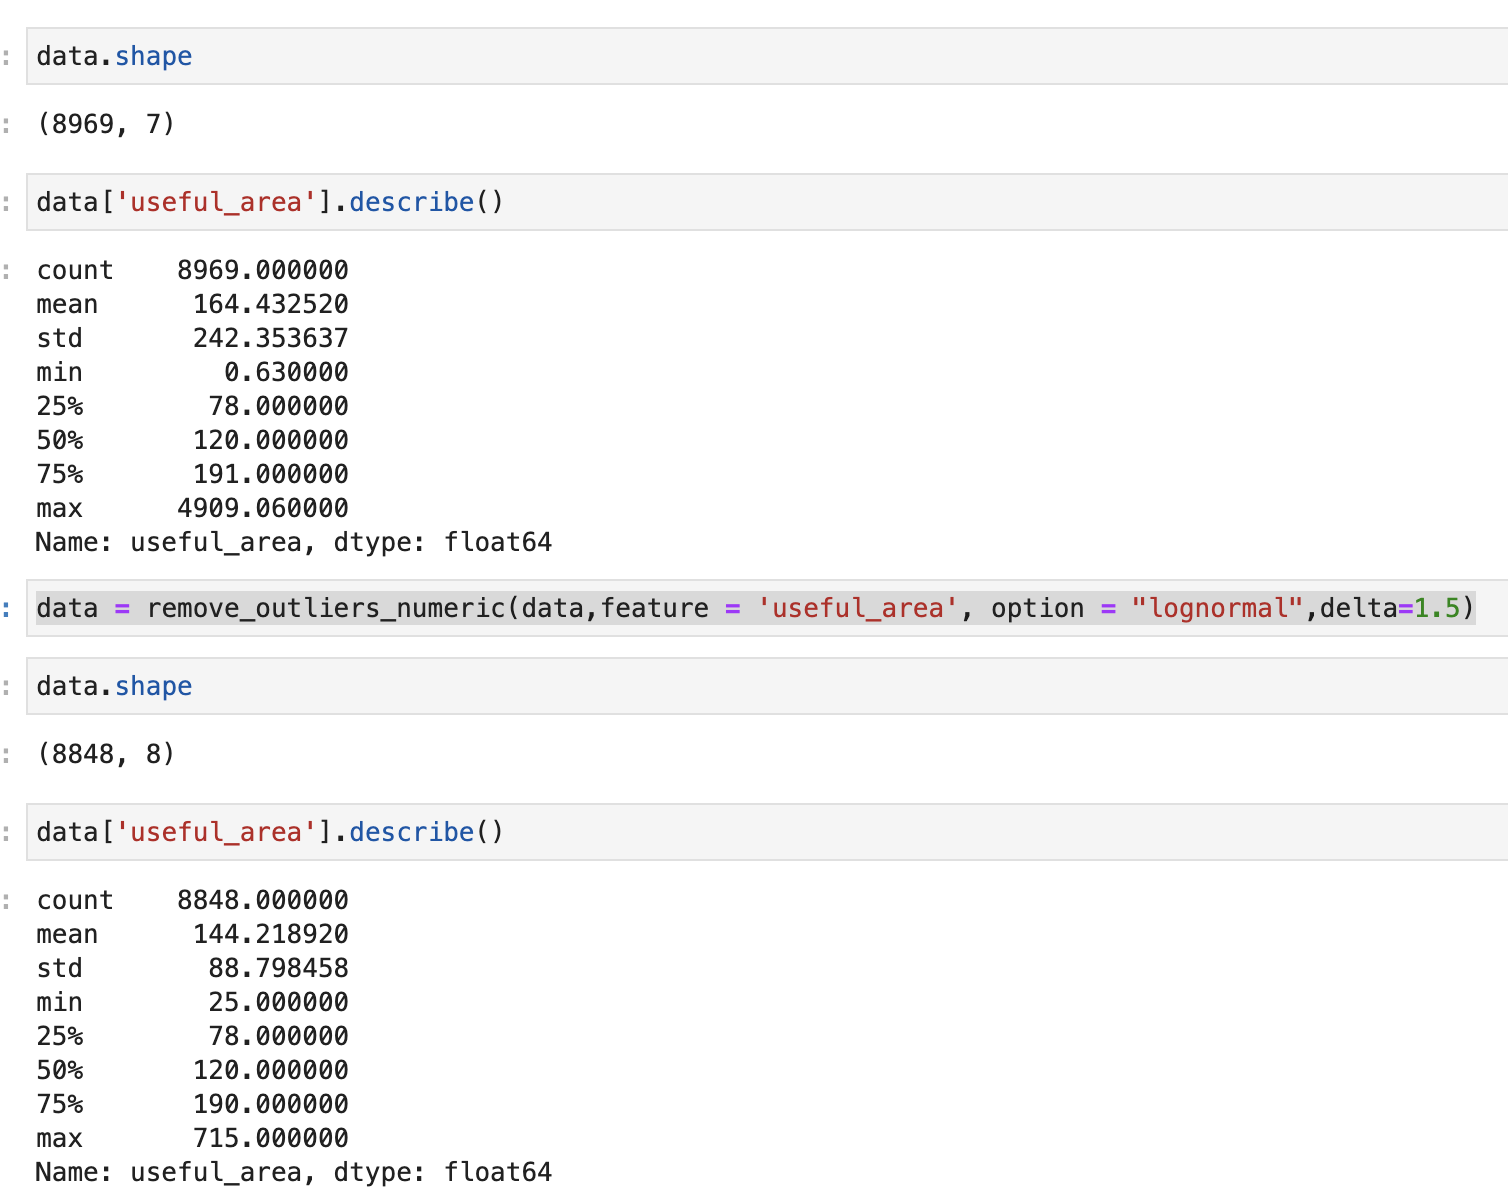 data.shape
(8969, 7)
data['useful_area'].describe()
count    8969.000000
mean      164.432520
std       242.353637
min         0.630000
25%        78.000000
50%       120.000000
75%       191.000000
max      4909.060000
Name: useful_area, dtype: float64
data = remove_outliers_numeric(data,feature = 'useful_area', option = "lognormal",delta=1.5)
data.shape
(8848, 8)
data['useful_area'].describe()
count    8848.000000
mean      144.218920
std        88.798458
min        25.000000
25%        78.000000
50%       120.000000
75%       190.000000
max       715.000000
Name: useful_area, dtype: float64